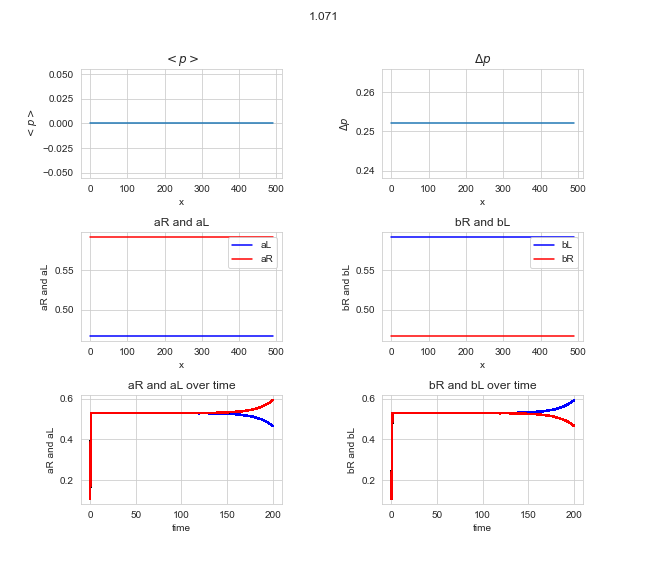 1.071
< p >
0.050
0.025
0.000
−0.025
−0.050
< p >
0 100 200 300 400 500
x
Δp
0.26
0.25
0.24
Δp
0 100 200 300 400 500
x
aR and aL
0.55
0.50
aR and aL
aL
aR
0 100 200 300 400 500
x
bR and bL
0.55
0.50
bR and bL
bL
bR
0 100 200 300 400 500
x
aR and aL over time
0.6
0.4
0.2
aR and aL
0 50 100 150 200
time
bR and bL over time
0.6
0.4
0.2
bR and bL
0 50 100 150 200
time